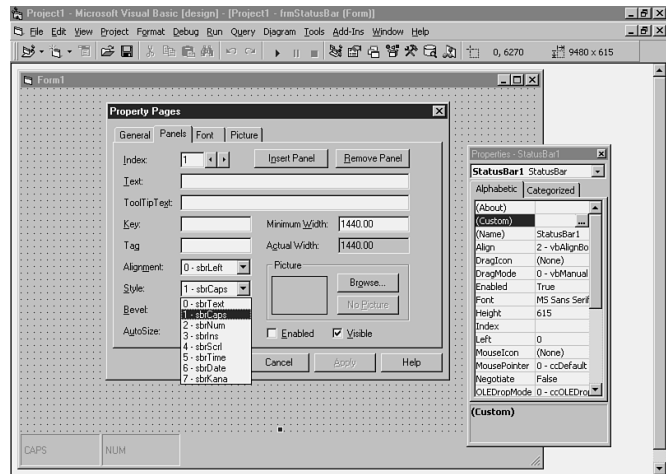 Project1 - Microsoft Visual Basic [design] - [Project1 - frmStatusBar (Form)]
File Edit View Project Format Debug Run Query Diagram Tools Add-Ins Window Help
0, 6270 9480 x 615
Form1
Property Pages
General Panels Font Picture
Index: 1 Insert Panel Remove Panel
Text:
ToolTipText:
Key: Minimum Width: 1440.00
Tag Actual Width: 1440.00
Alignment: 0 - sbrLeft Picture
Style: 1 - sbrCaps Browse...
No Picture
Bevel:
0 - sbrText
1 - sbrCaps
2 - sbrNum
3 - sbrIns
4 - sbrScrl
5 - sbrTime
6 - sbrDate
7 - sbrKana
AutoSize: Enabled Visible
Cancel Apply Help
CAPS NUM
Properties - StatusBar1
StatusBar1 StatusBar
Alphabetic Categorized
(About)
(Custom) ...
(Name) StatusBar1
Align 2 - vbAlignBo
DragIcon (None)
DragMode 0 - vbManual
Enabled True
Font MS Sans Serif
Height 615
Index
Left 0
MouseIcon (None)
MousePointer 0 - ccDefault
Negotiate False
OLEDropMode 0 - ccOLEDrop
(Custom)